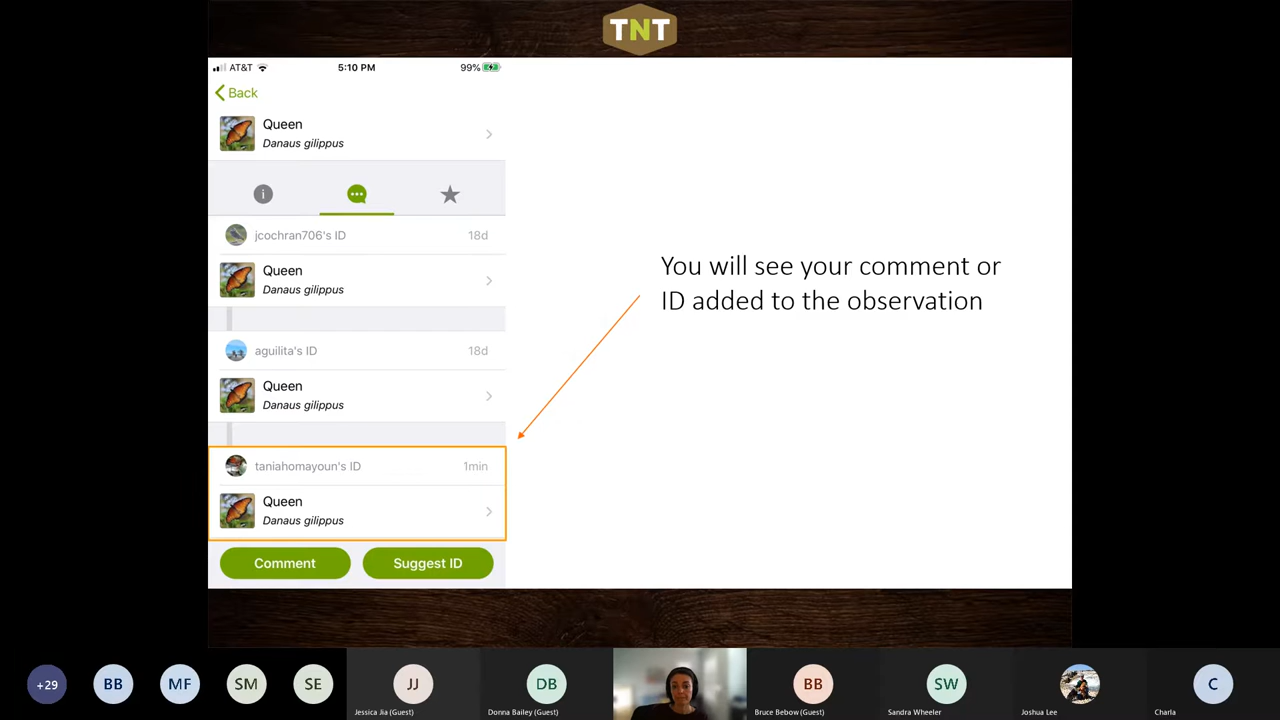 TNT
AT&T 5:10 PM 99%
Back
Queen
Danaus gilippus
i
jcochran706's ID 18d
Queen
Danaus gilippus
aguilita's ID 18d
Queen
Danaus gilippus
taniahomayoun's ID 1min
Queen
Danaus gilippus
Comment Suggest ID
You will see your comment or
ID added to the observation
+29 BB MF SM SE JJ DB BB SW C
Jessica Jia (Guest) Donna Bailey (Guest) Bruce Bebow (Guest) Sandra Wheeler Joshua Lee Charla